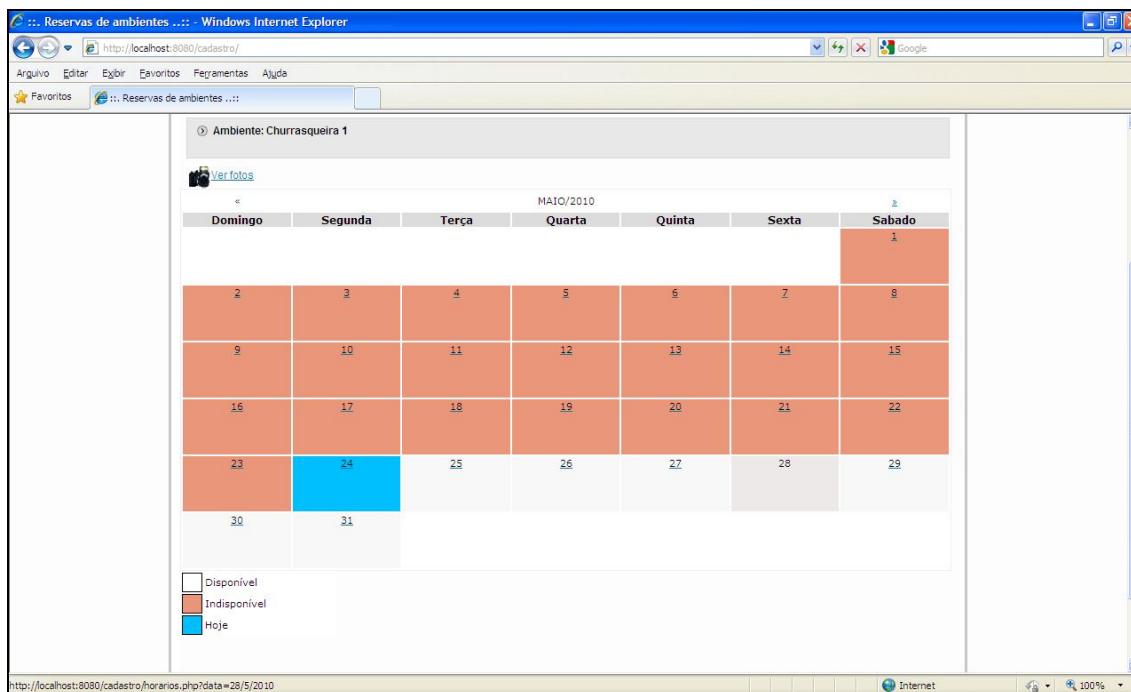 ::. Reservas de ambientes ..:: - Windows Internet Explorer
http://localhost:8080/cadastro/
Google
Arquivo Editar Exibir Favoritos Ferramentas Ajuda
Favoritos
::. Reservas de ambientes ..::
Ambiente: Churrasqueira 1
Ver fotos
« MAIO/2010 »
Domingo Segunda Terça Quarta Quinta Sexta Sabado
1
2 3 4 5 6 7 8
9 10 11 12 13 14 15
16 17 18 19 20 21 22
23 24 25 26 27 28 29
30 31
Disponível
Indisponível
Hoje
http://localhost:8080/cadastro/horarios.php?data=28/5/2010 Internet 100%